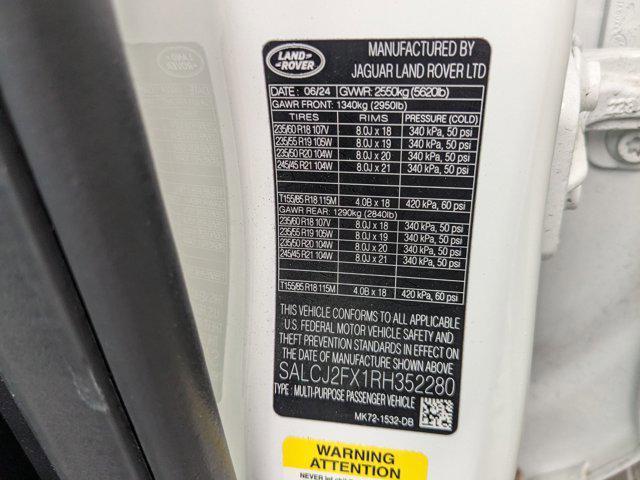 LAND
ROVER
MANUFACTURED BY
JAGUAR LAND ROVER LTD
DATE : 06/24 GVWR: 2550kg (5620lb)
GAWR FRONT: 1340kg (2950lb)
TIRES RIMS PRESSURE (COLD)
235/60 R18 107V 8.0J x 18 340 kPa, 50 psi
235/55 R19 105W 8.0J x 19 340 kPa, 50 psi
235/50 R20 104W 8.0J x 20 340 kPa, 50 psi
245/45 R21 104W 8.0J x 21 340 kPa, 50 psi
T155/85 R18 115M 4.0B x 18 420 kPa, 60 psi
GAWR REAR: 1290kg (2840lb)
235/60 R18 107V 8.0J x 18 340 kPa, 50 psi
235/55 R19 105W 8.0J x 19 340 kPa, 50 psi
235/50 R20 104W 8.0J x 20 340 kPa, 50 psi
245/45 R21 104W 8.0J x 21 340 kPa, 50 psi
T155/85 R18 115M 4.0B x 18 420 kPa, 60 psi
THIS VEHICLE CONFORMS TO ALL APPLICABLE
U.S. FEDERAL MOTOR VEHICLE SAFETY AND
THEFT PREVENTION STANDARDS IN EFFECT
ON THE DATE OF MANUFACTURE SHOWN ABOVE
SALCJ2FX1RH352280
TYPE : MULTI-PURPOSE PASSENGER VEHICLE
MK72-1532-DB
WARNING
ATTENTION
NEVER let